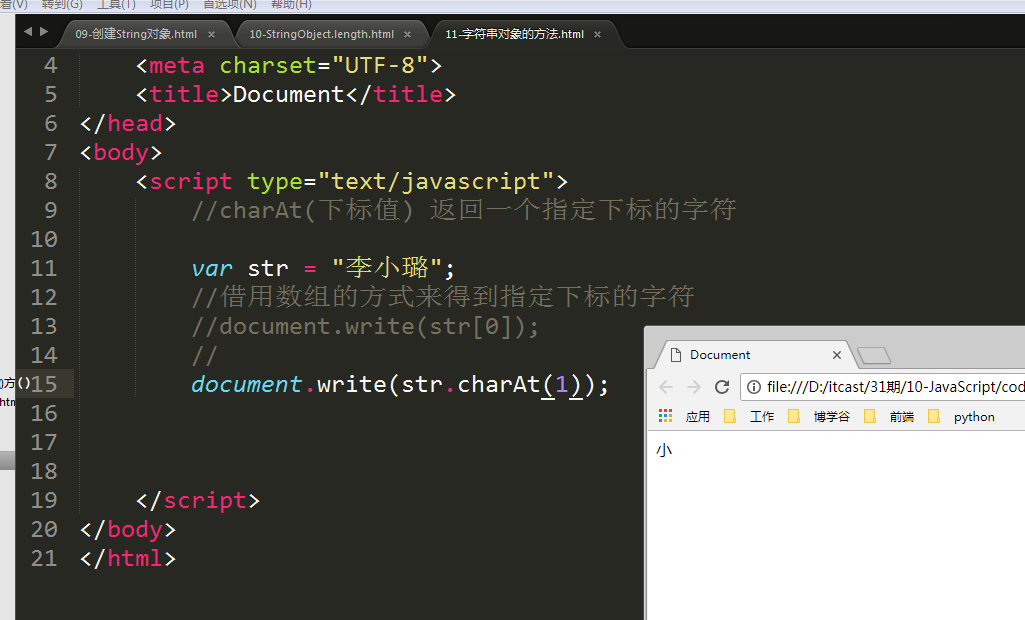 看(V) 转到(G) 工具(T) 项目(P) 首选项(N) 帮助(H)
09-创建String对象.html × 10-StringObject.length.html × 11-字符串对象的方法.html ×
4 <meta charset="UTF-8">
5 <title>Document</title>
6 </head>
7 <body>
8 <script type="text/javascript">
9 //charAt(下标值) 返回一个指定下标的字符
10
11 var str = "李小璐";
12 //借用数组的方式来得到指定下标的字符
13 //document.write(str[0]);
14 //
15 document.write(str.charAt(1));
16
17
18
19 </script>
20 </body>
21 </html>
方()
htm
Document
file:///D:/itcast/31期/10-JavaScript/cod
应用 工作 博学谷 前端 python
小